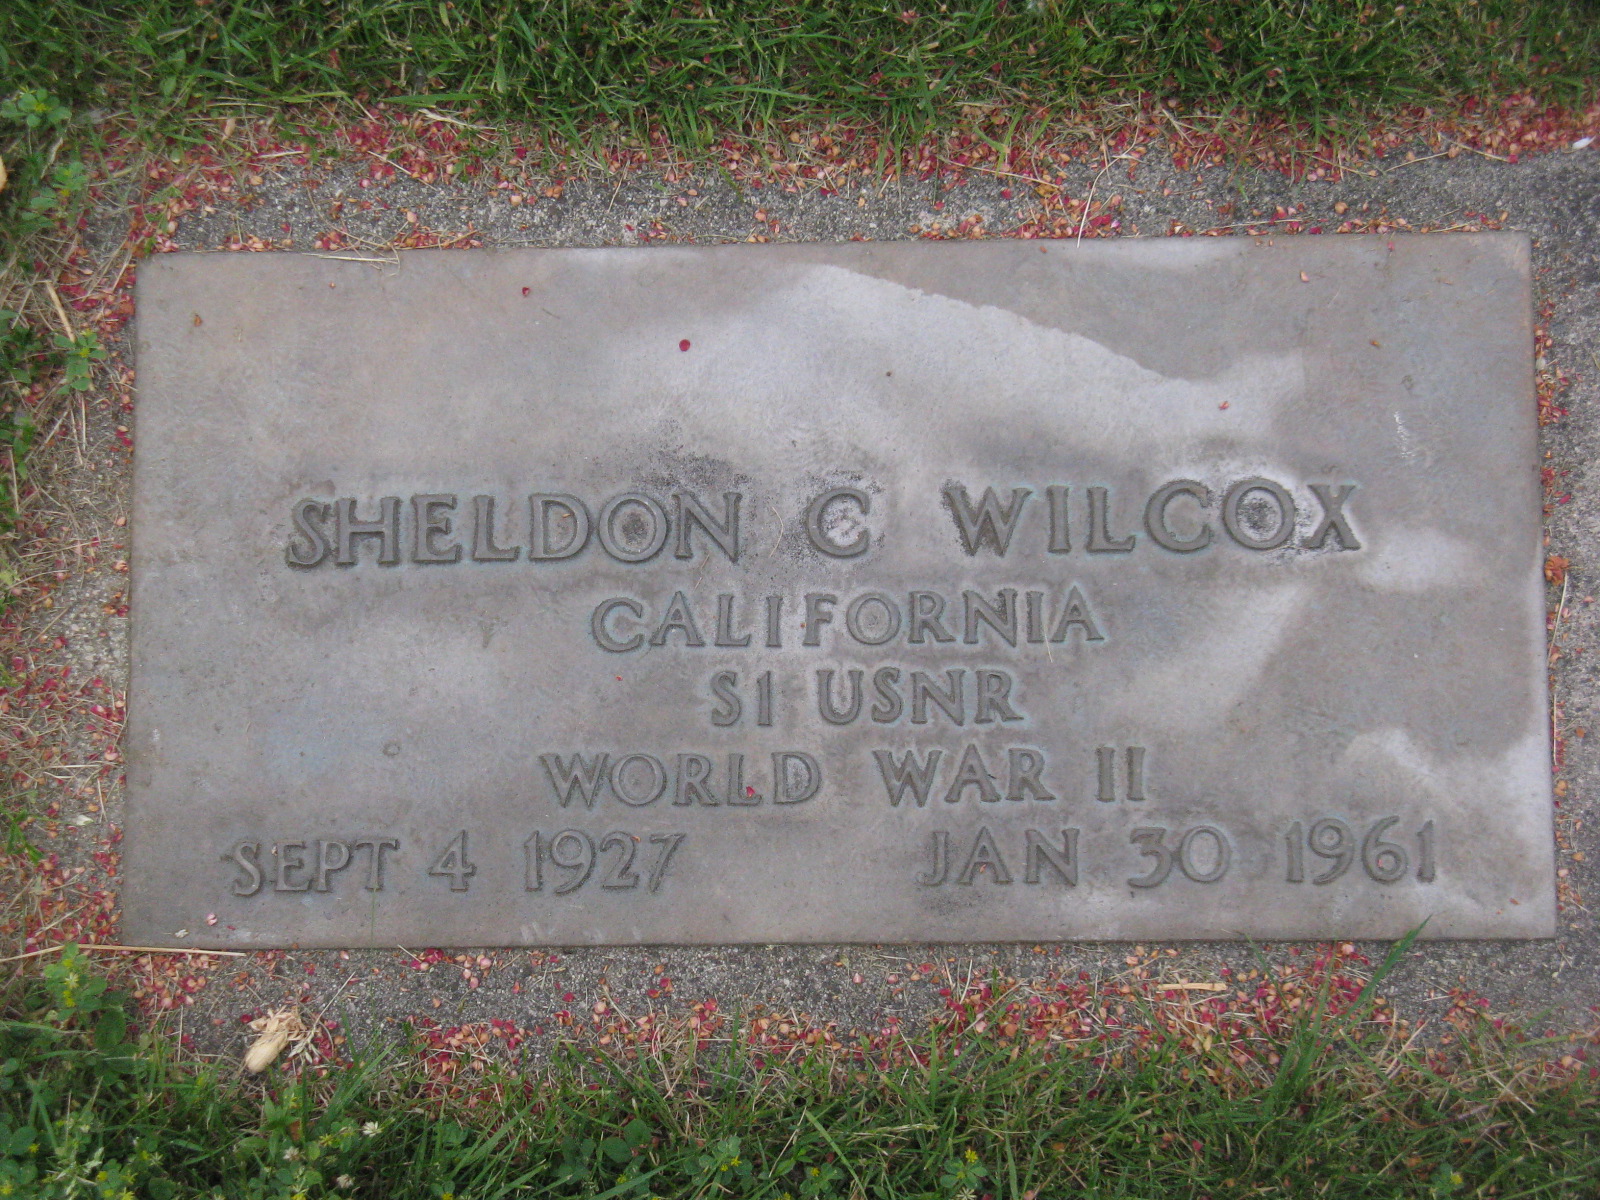 SHELDON C WILCOX
CALIFORNIA
S1 USNR
WORLD WAR II
SEPT 4 1927 JAN 30 1961